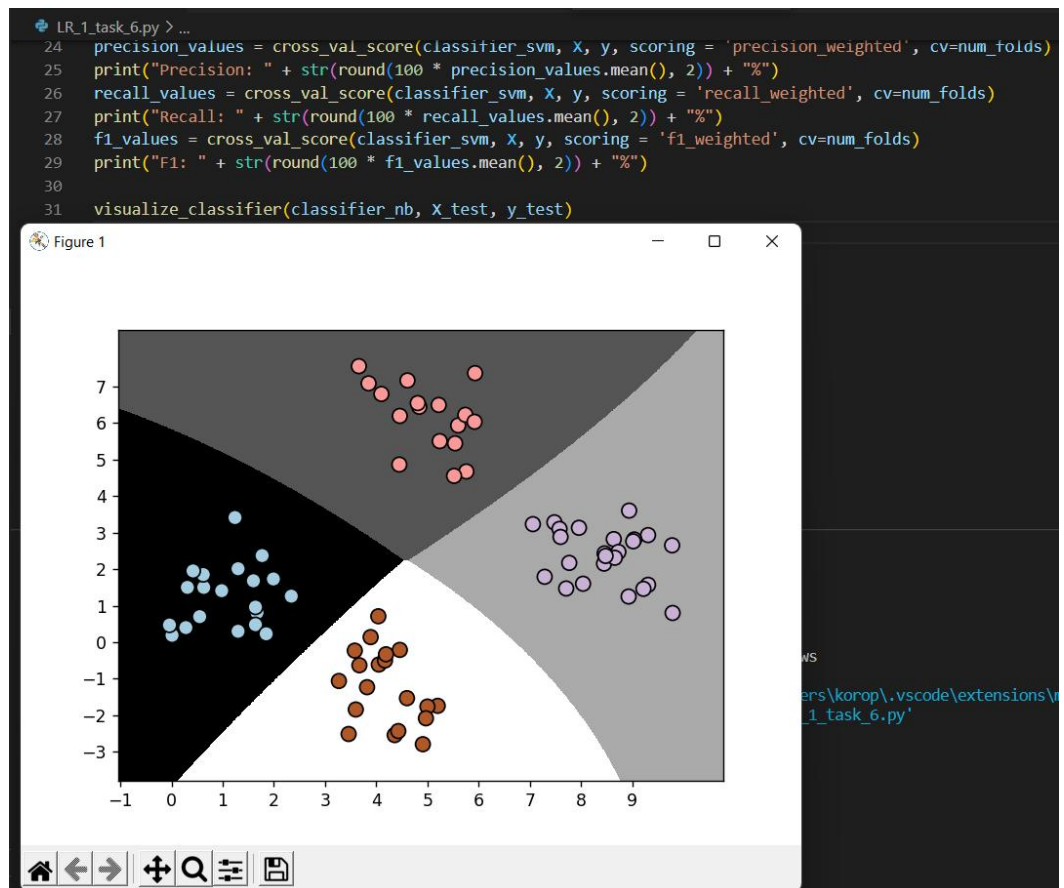 LR_1_task_6.py > ...
24 precision_values = cross_val_score(classifier_svm, X, y, scoring = 'precision_weighted', cv=num_folds)
25 print("Precision: " + str(round(100 * precision_values.mean(), 2)) + "%")
26 recall_values = cross_val_score(classifier_svm, X, y, scoring = 'recall_weighted', cv=num_folds)
27 print("Recall: " + str(round(100 * recall_values.mean(), 2)) + "%")
28 f1_values = cross_val_score(classifier_svm, X, y, scoring = 'f1_weighted', cv=num_folds)
29 print("F1: " + str(round(100 * f1_values.mean(), 2)) + "%")
30
31 visualize_classifier(classifier_nb, X_test, y_test)
Figure 1
7
6
5
4
3
2
1
0
−1
−2
−3
−1 0 1 2 3 4 5 6 7 8 9
ws
ers\korop\.vscode\extensions\m
_1_task_6.py'